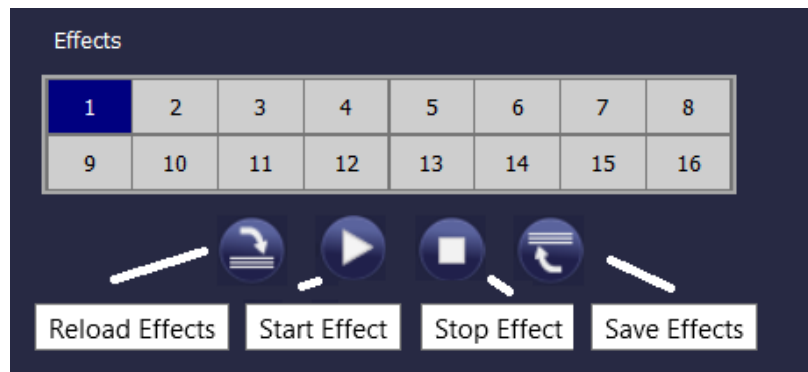 Effects
1 2 3 4 5 6 7 8
9 10 11 12 13 14 15 16
Reload Effects Start Effect Stop Effect Save Effects